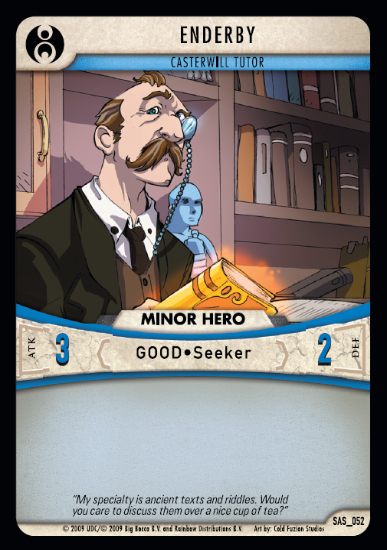 ENDERBY
CASTERWILL TUTOR
MINOR HERO
ATK 3 GOOD•Seeker 2 DEF
"My specialty is ancient texts and riddles. Would
you care to discuss them over a nice cup of tea?"
SAS_052
© 2009 UDC/© 2009 Big Bocca B.V. and Rainbow Distributions B.V. Art by: Cold Fuzion Studios